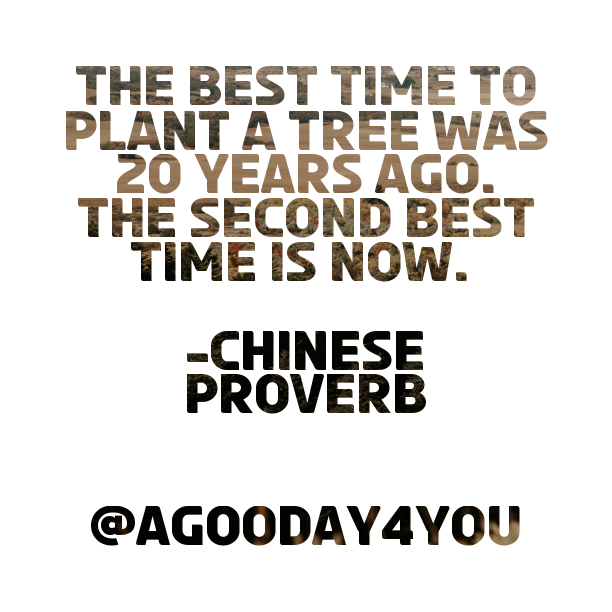 THE BEST TIME TO
PLANT A TREE WAS
20 YEARS AGO.
THE SECOND BEST
TIME IS NOW.
-CHINESE
PROVERB
@AGOODAY4YOU